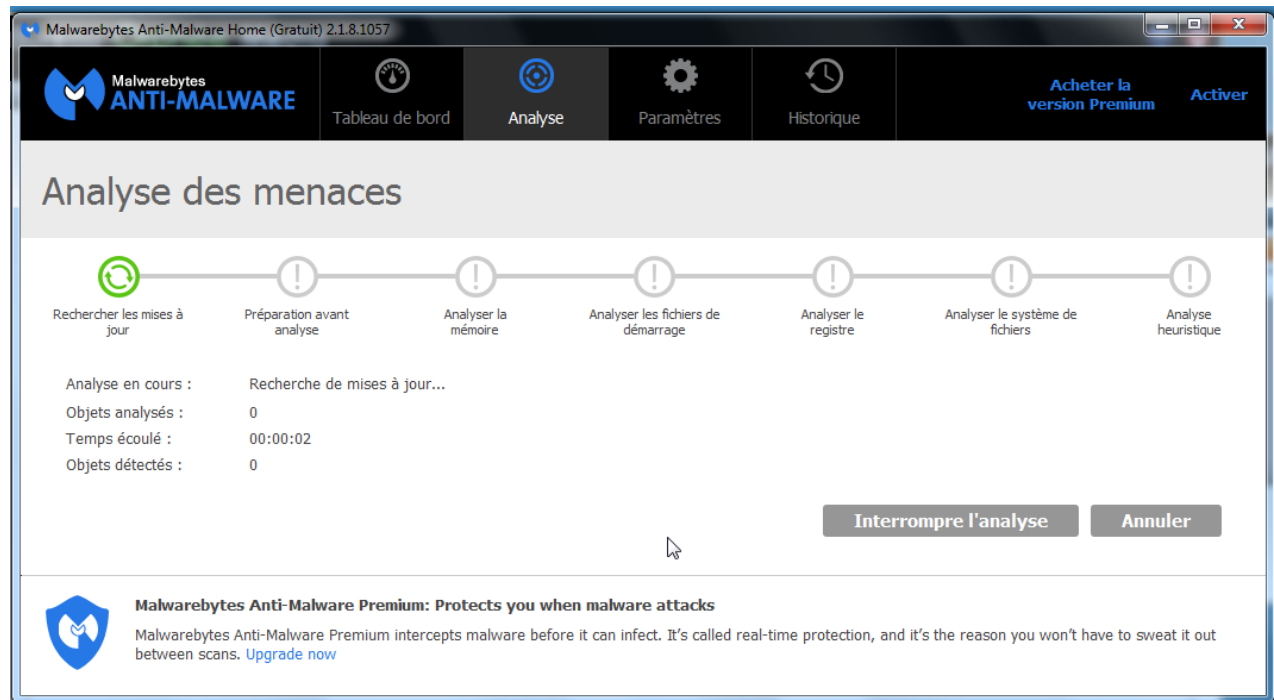 Malwarebytes Anti-Malware Home (Gratuit) 2.1.8.1057
Malwarebytes
ANTI-MALWARE
Tableau de bord
Analyse
Paramètres
Historique
Acheter la
version Premium
Activer
Analyse des menaces
Rechercher les mises à
jour
Préparation avant
analyse
Analyser la
mémoire
Analyser les fichiers de
démarrage
Analyser le
registre
Analyser le système de
fichiers
Analyse
heuristique
Analyse en cours : Recherche de mises à jour...
Objets analysés : 0
Temps écoulé : 00:00:02
Objets détectés : 0
Interrompre l'analyse
Annuler
Malwarebytes Anti-Malware Premium: Protects you when malware attacks
Malwarebytes Anti-Malware Premium intercepts malware before it can infect. It's called real-time protection, and it's the reason you won't have to sweat it out
between scans. Upgrade now